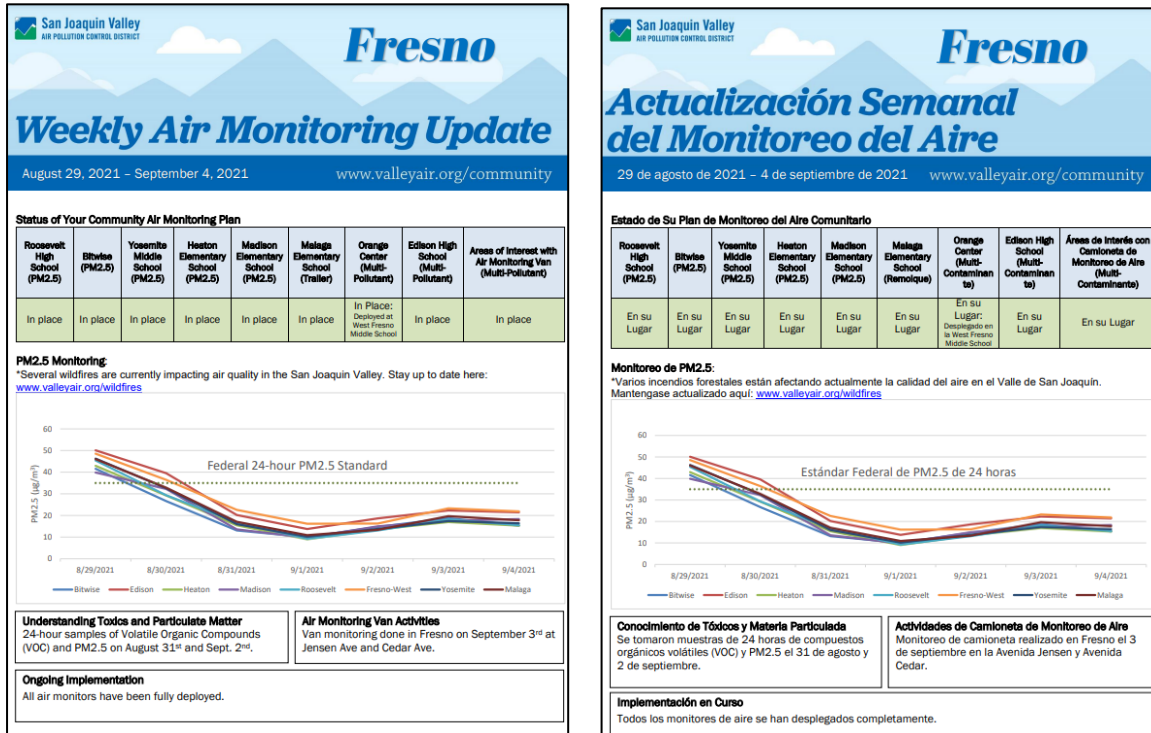 San Joaquin Valley
AIR POLLUTION CONTROL DISTRICT
Fresno
Weekly Air Monitoring Update
August 29, 2021 – September 4, 2021
www.valleyair.org/community
Status of Your Community Air Monitoring Plan
Roosevelt High School (PM2.5)
Bitwise (PM2.5)
Yosemite Middle School (PM2.5)
Heaton Elementary School (PM2.5)
Madison Elementary School (PM2.5)
Malaga Elementary School (Trailer)
Orange Center (Multi-Pollutant)
Edison High School (Multi-Pollutant)
Areas of Interest with Air Monitoring Van (Multi-Pollutant)
In place
In place
In place
In place
In place
In place
In Place: Deployed at West Fresno Middle School
In place
In place
PM2.5 Monitoring:
*Several wildfires are currently impacting air quality in the San Joaquin Valley. Stay up to date here:
www.valleyair.org/wildfires
60
50
40
30
20
10
0
PM2.5 (µg/m³)
Federal 24-hour PM2.5 Standard
8/29/2021 8/30/2021 8/31/2021 9/1/2021 9/2/2021 9/3/2021 9/4/2021
Bitwise Edison Heaton Madison Roosevelt Fresno-West Yosemite Malaga
Understanding Toxics and Particulate Matter
24-hour samples of Volatile Organic Compounds
(VOC) and PM2.5 on August 31st and Sept. 2nd.
Air Monitoring Van Activities
Van monitoring done in Fresno on September 3rd at
Jensen Ave and Cedar Ave.
Ongoing Implementation
All air monitors have been fully deployed.
San Joaquin Valley
AIR POLLUTION CONTROL DISTRICT
Fresno
Actualización Semanal
del Monitoreo del Aire
29 de agosto de 2021 – 4 de septiembre de 2021
www.valleyair.org/community
Estado de Su Plan de Monitoreo del Aire Comunitario
Roosevelt High School (PM2.5)
Bitwise (PM2.5)
Yosemite Middle School (PM2.5)
Heaton Elementary School (PM2.5)
Madison Elementary School (PM2.5)
Malaga Elementary School (Remolque)
Orange Center (Multi-Contaminante)
Edison High School (Multi-Contaminante)
Áreas de Interés con Camioneta de Monitoreo de Aire (Multi-Contaminante)
En su Lugar
En su Lugar
En su Lugar
En su Lugar
En su Lugar
En su Lugar
En su Lugar: Desplegado en la West Fresno Middle School
En su Lugar
En su Lugar
Monitoreo de PM2.5:
*Varios incendios forestales están afectando actualmente la calidad del aire en el Valle de San Joaquín.
Mantengase actualizado aquí: www.valleyair.org/wildfires
60
50
40
30
20
10
0
PM2.5 (µg/m³)
Estándar Federal de PM2.5 de 24 horas
8/29/2021 8/30/2021 8/31/2021 9/1/2021 9/2/2021 9/3/2021 9/4/2021
Bitwise Edison Heaton Madison Roosevelt Fresno-West Yosemite Malaga
Conocimiento de Tóxicos y Materia Particulada
Se tomaron muestras de 24 horas de compuestos
orgánicos volátiles (VOC) y PM2.5 el 31 de agosto y
2 de septiembre.
Actividades de Camioneta de Monitoreo de Aire
Monitoreo de camioneta realizado en Fresno el 3
de septiembre en la Avenida Jensen y Avenida
Cedar.
Implementación en Curso
Todos los monitores de aire se han desplegados completamente.